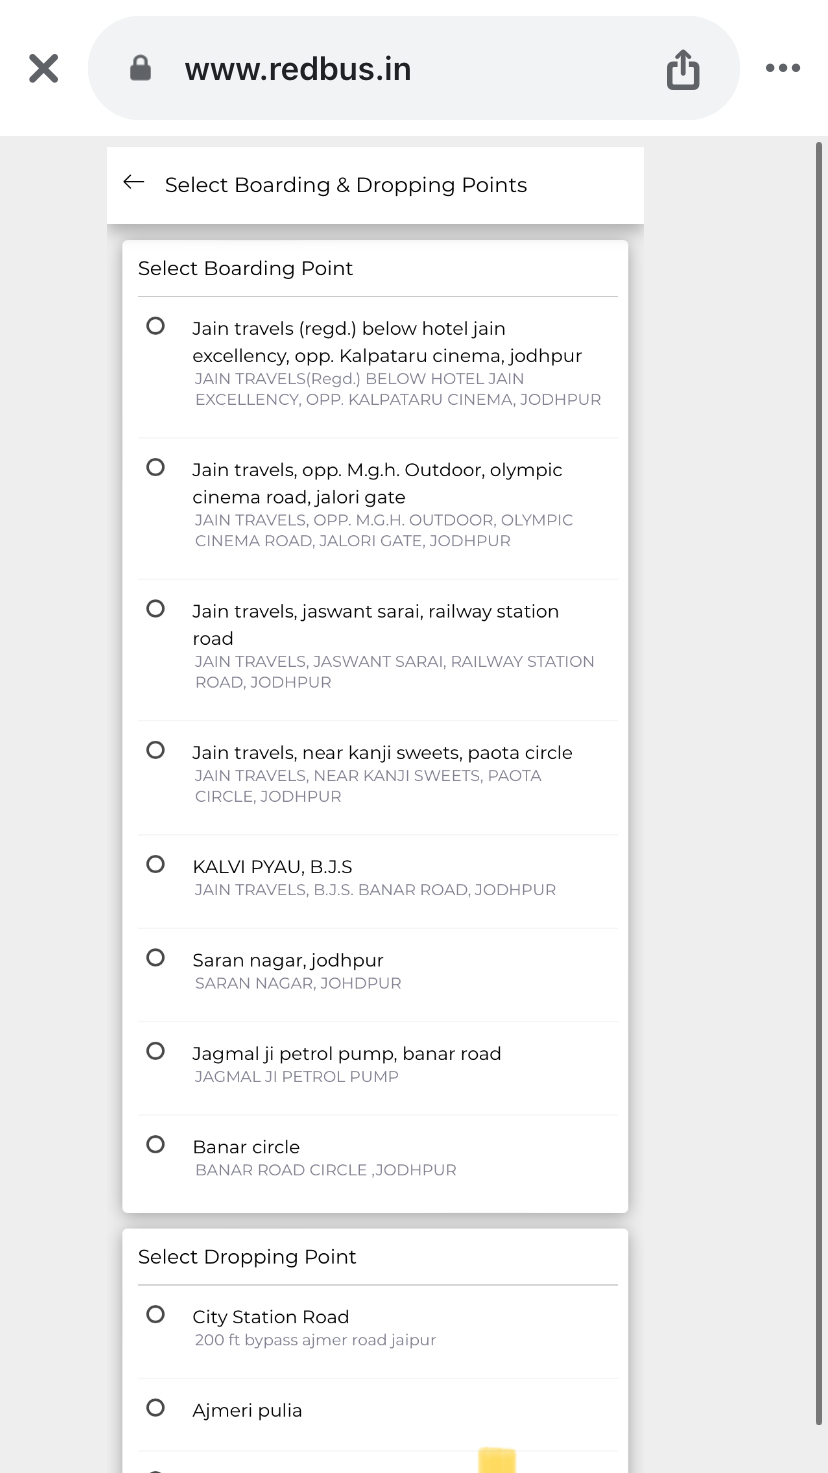 www.redbus.in
Select Boarding & Dropping Points
Select Boarding Point
Jain travels (regd.) below hotel jain
excellency, opp. Kalpataru cinema, jodhpur
JAIN TRAVELS(Regd.) BELOW HOTEL JAIN
EXCELLENCY, OPP. KALPATARU CINEMA, JODHPUR
Jain travels, opp. M.g.h. Outdoor, olympic
cinema road, jalori gate
JAIN TRAVELS, OPP. M.G.H. OUTDOOR, OLYMPIC
CINEMA ROAD, JALORI GATE, JODHPUR
Jain travels, jaswant sarai, railway station
road
JAIN TRAVELS, JASWANT SARAI, RAILWAY STATION
ROAD, JODHPUR
Jain travels, near kanji sweets, paota circle
JAIN TRAVELS, NEAR KANJI SWEETS, PAOTA
CIRCLE, JODHPUR
KALVI PYAU, B.J.S
JAIN TRAVELS, B.J.S. BANAR ROAD, JODHPUR
Saran nagar, jodhpur
SARAN NAGAR, JOHDPUR
Jagmal ji petrol pump, banar road
JAGMAL JI PETROL PUMP
Banar circle
BANAR ROAD CIRCLE ,JODHPUR
Select Dropping Point
City Station Road
200 ft bypass ajmer road jaipur
Ajmeri pulia